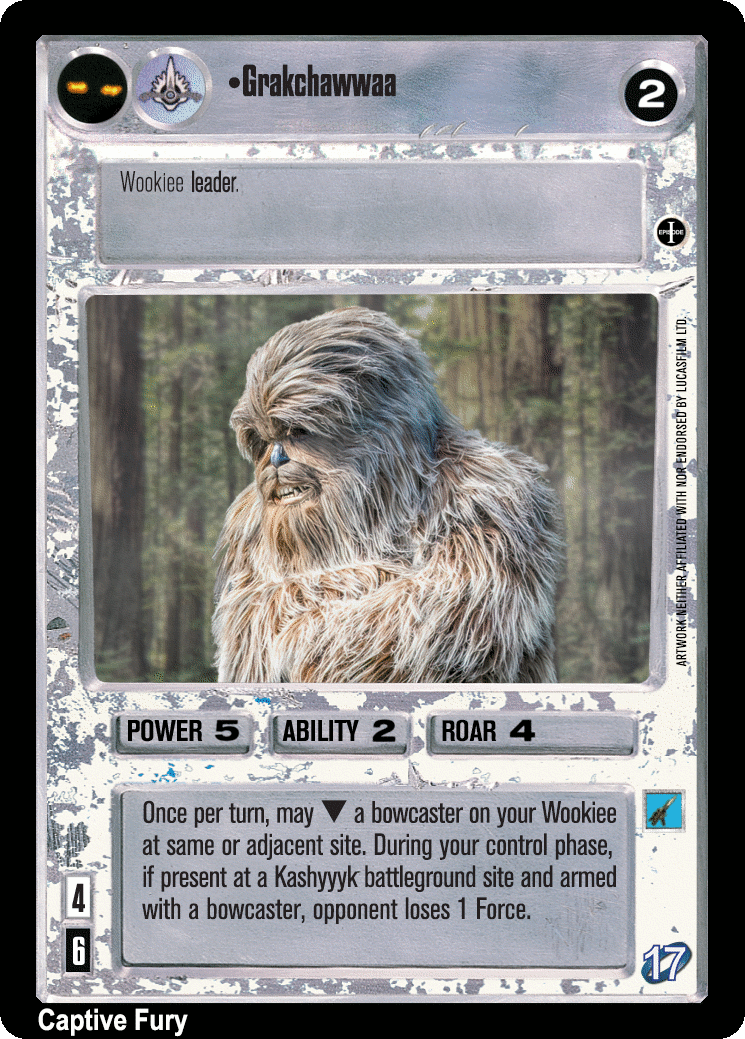 •Grakchawwaa
2
Wookiee leader.
EPISODE
I
ARTWORK NEITHER AFFILIATED WITH NOR ENDORSED BY LUCASFILM LTD.
POWER 5 ABILITY 2 ROAR 4
Once per turn, may ▼ a bowcaster on your Wookiee
at same or adjacent site. During your control phase,
if present at a Kashyyyk battleground site and armed
with a bowcaster, opponent loses 1 Force.
4
6
17
Captive Fury